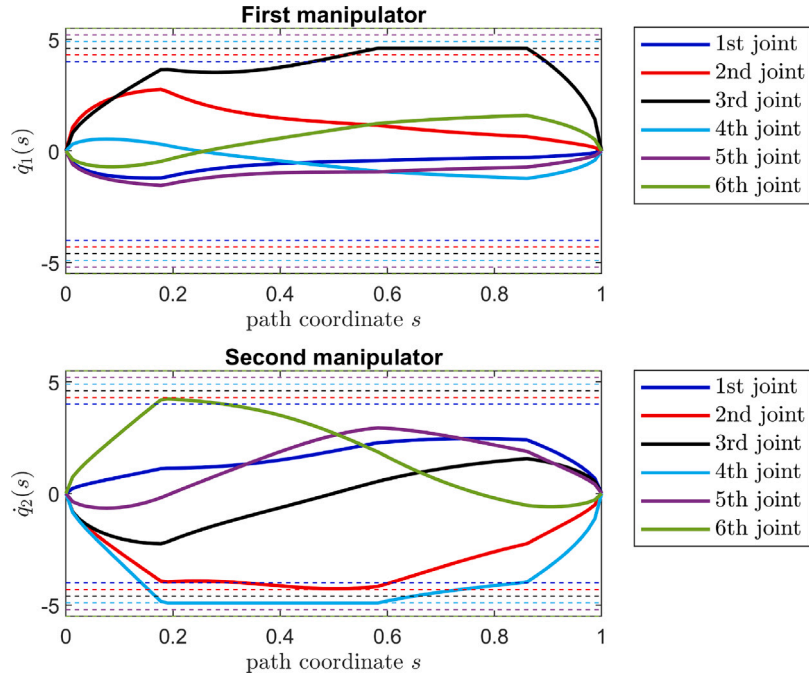 First manipulator
5
0
-5
q̇₁(s)
0
0.2
0.4
0.6
0.8
1
path coordinate s
1st joint
2nd joint
3rd joint
4th joint
5th joint
6th joint
Second manipulator
5
0
-5
q̇₂(s)
0
0.2
0.4
0.6
0.8
1
path coordinate s
1st joint
2nd joint
3rd joint
4th joint
5th joint
6th joint